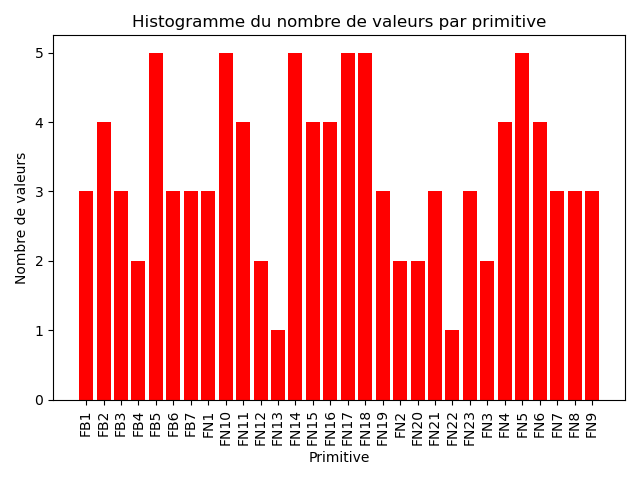 Histogramme du nombre de valeurs par primitive
5
4
3
2
1
0
Nombre de valeurs
FB1 FB2 FB3 FB4 FB5 FB6 FB7 FN1 FN10 FN11 FN12 FN13 FN14 FN15 FN16 FN17 FN18 FN19 FN2 FN20 FN21 FN22 FN23 FN3 FN4 FN5 FN6 FN7 FN8 FN9
Primitive